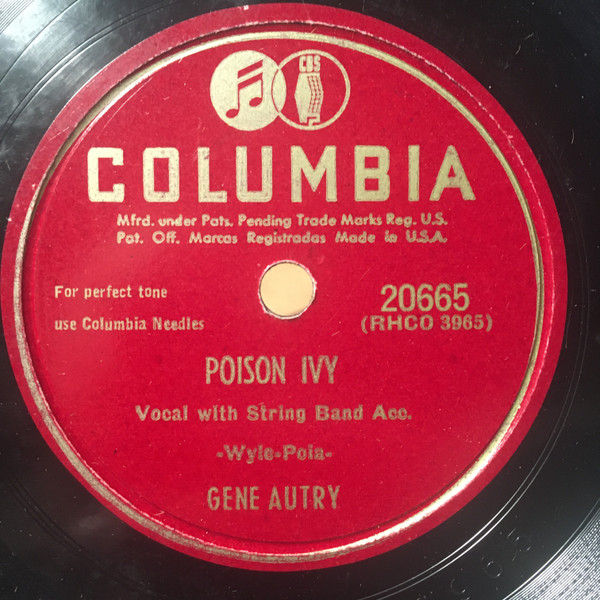 CBS
COLUMBIA
Mfrd. under Pats. Pending Trade Marks Reg. U.S.
Pat. Off. Marcas Registradas Made in U.S.A.
For perfect tone
use Columbia Needles
20665
(RHCO 3965)
POISON IVY
Vocal with String Band Acc.
-Wyle-Pola-
GENE AUTRY